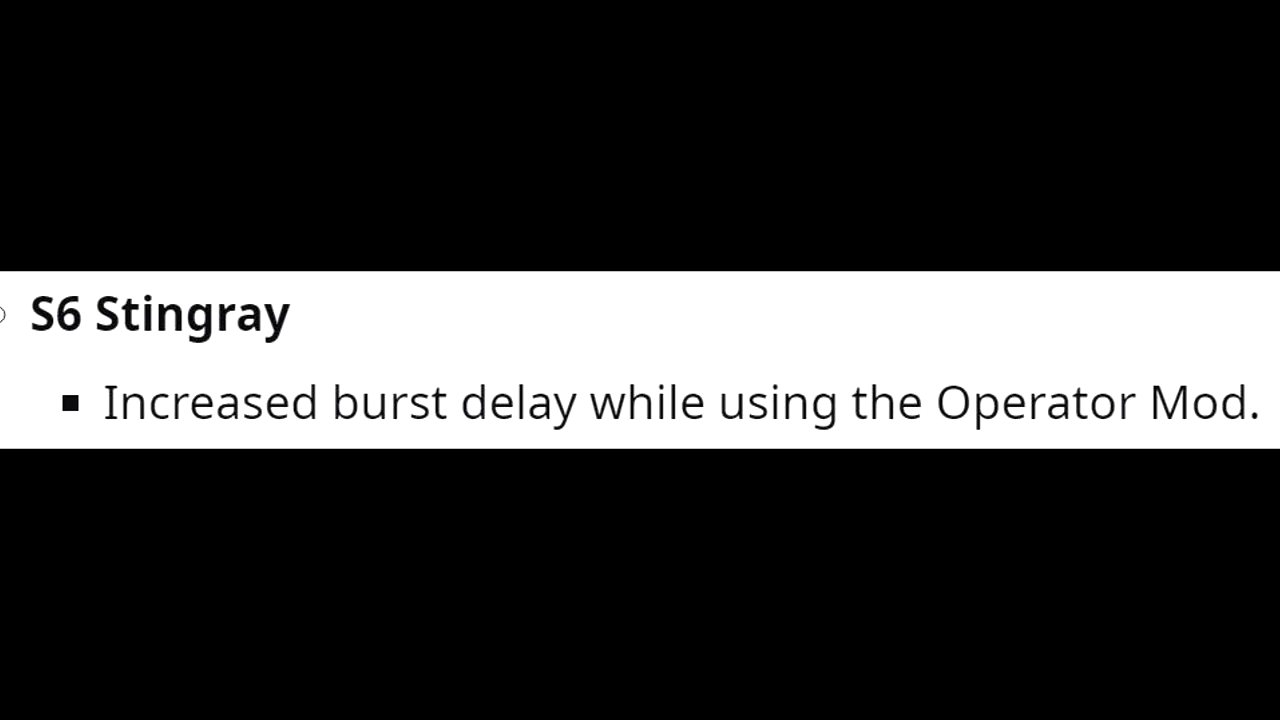 S6 Stingray
Increased burst delay while using the Operator Mod.